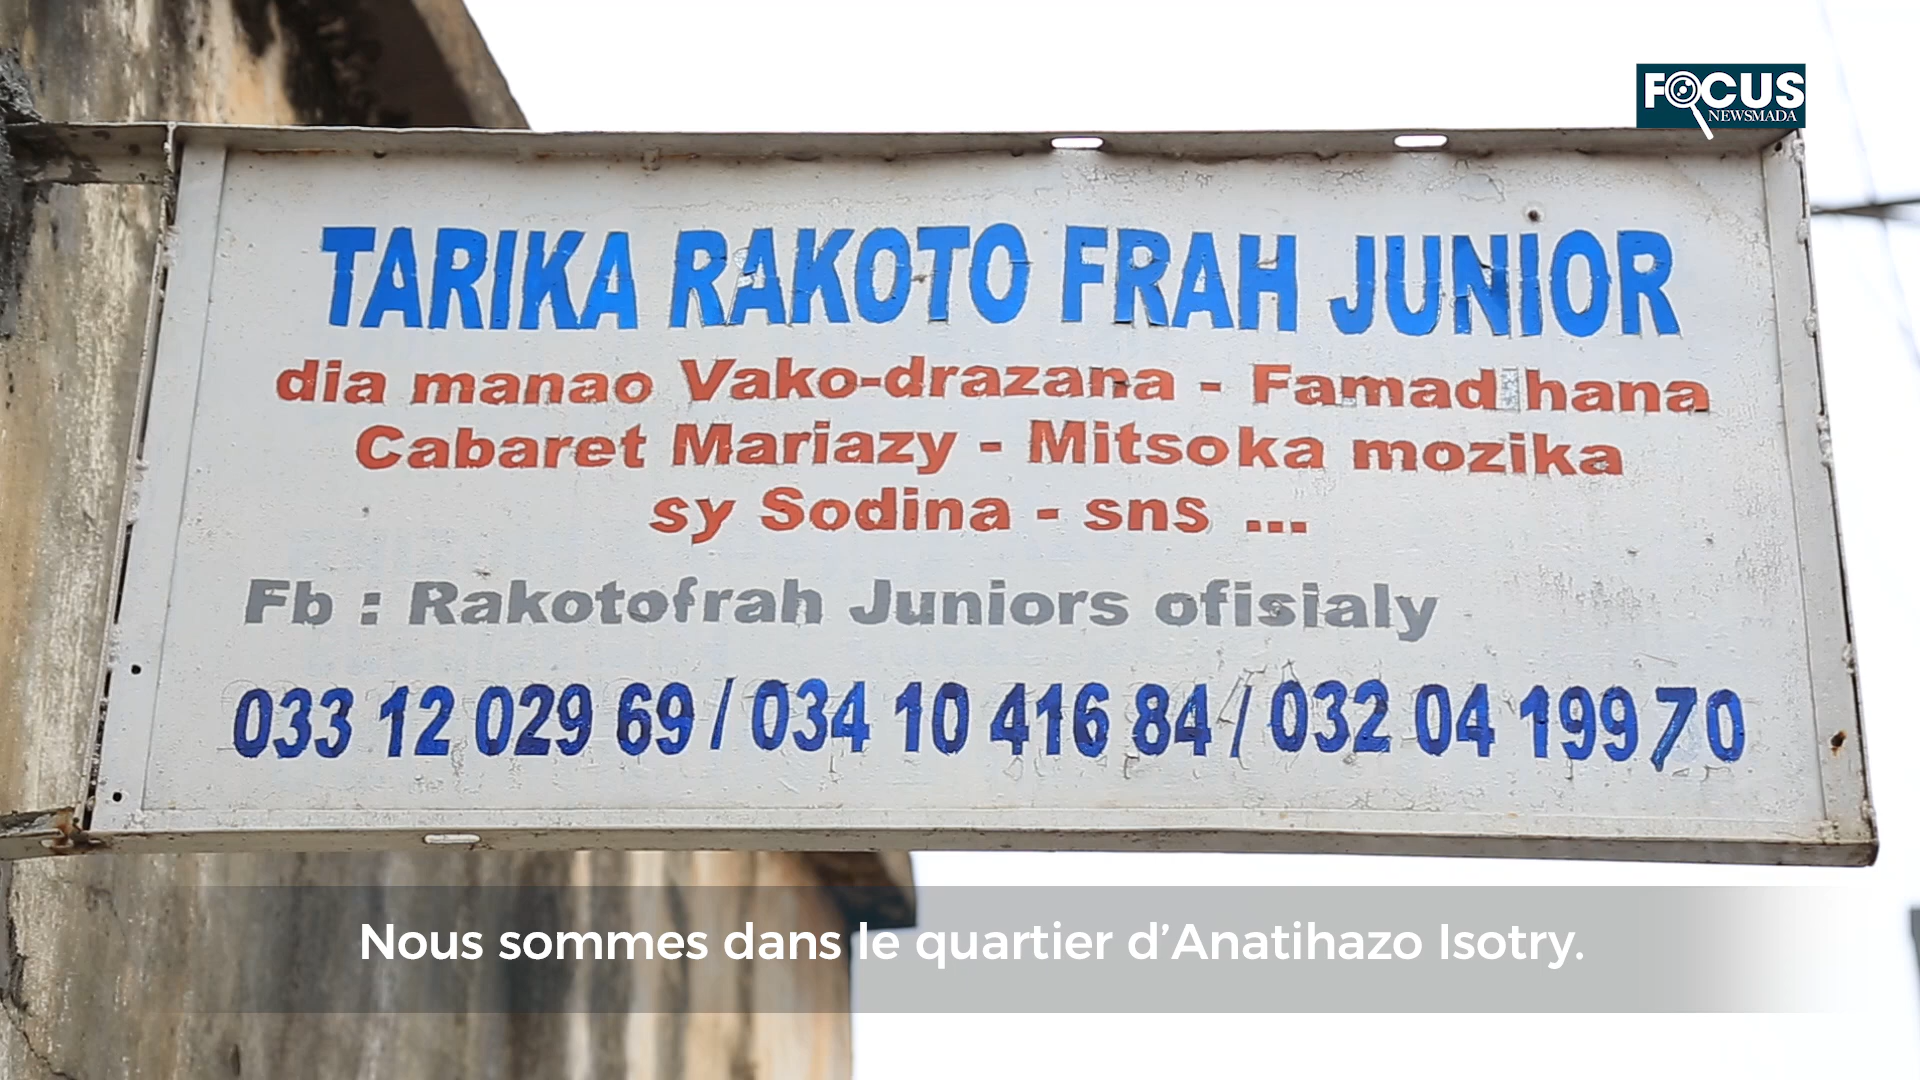 FOCUS
NEWSMADA
TARIKA RAKOTO FRAH JUNIOR
dia manao Vako-drazana - Famadihana
Cabaret Mariazy - Mitsoka mozika
sy Sodina - sns ...
Fb : Rakotofrah Juniors ofisialy
033 12 029 69 / 034 10 416 84 / 032 04 199 70
Nous sommes dans le quartier d’Anatihazo Isotry.